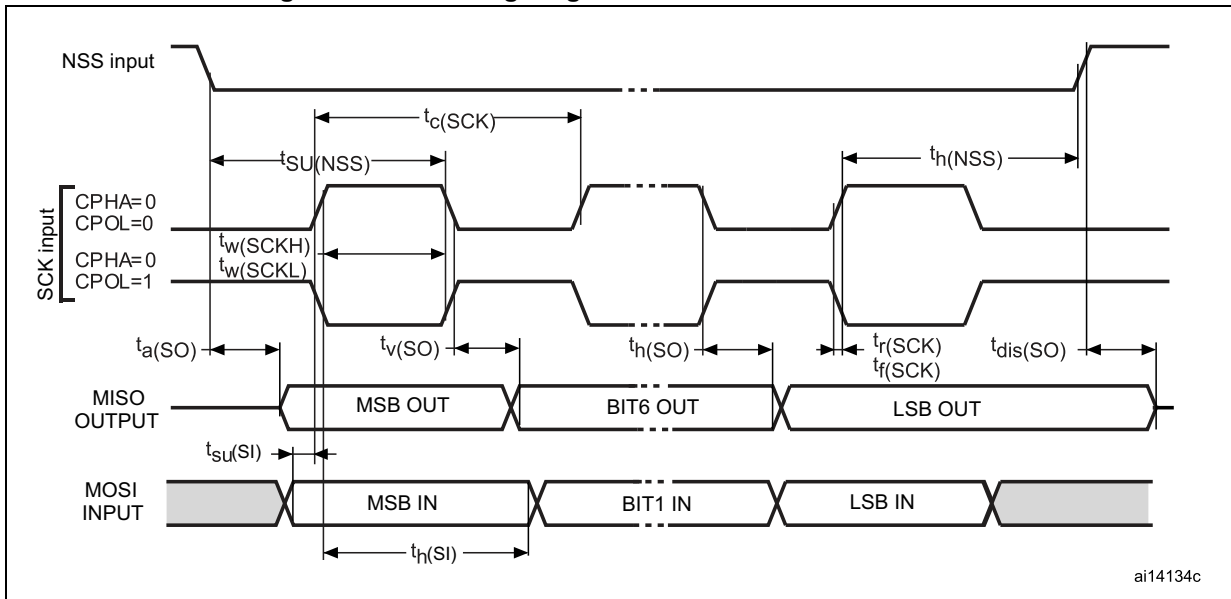 NSS input
tc(SCK)
tSU(NSS)
th(NSS)
SCK input
CPHA=0
CPOL=0
tw(SCKH)
CPHA=0
tw(SCKL)
CPOL=1
ta(SO)
tv(SO)
th(SO)
tr(SCK)
tf(SCK)
tdis(SO)
MISO
OUTPUT
MSB OUT
BIT6 OUT
LSB OUT
tsu(SI)
MOSI
INPUT
MSB IN
BIT1 IN
LSB IN
th(SI)
ai14134c